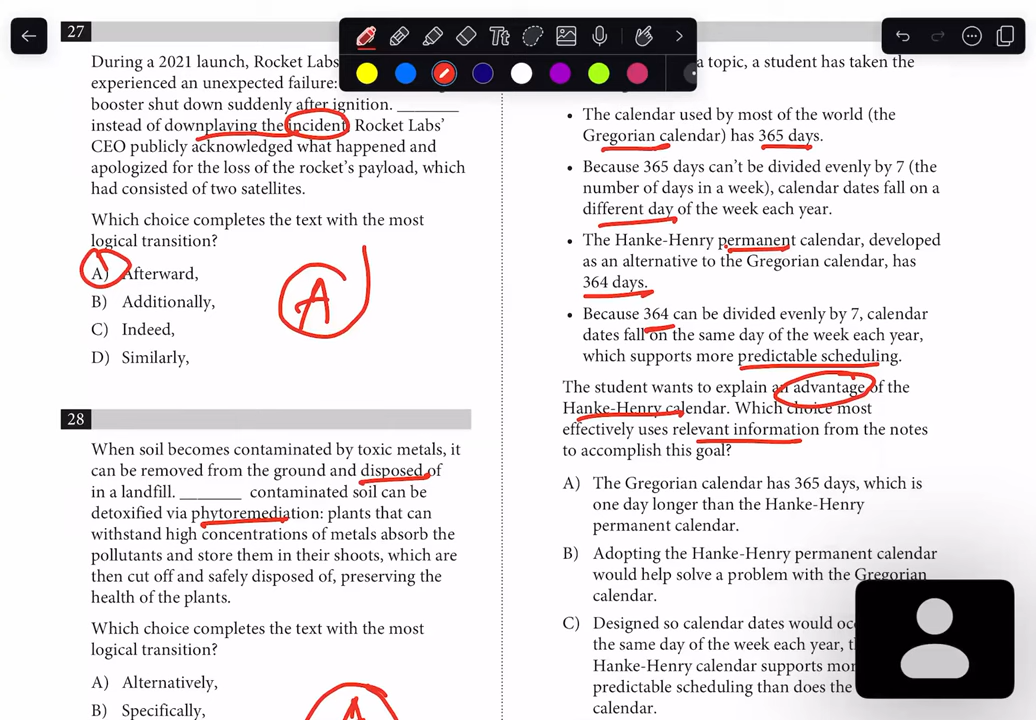 27
During a 2021 launch, Rocket Labs
experienced an unexpected failure:
booster shut down suddenly after ignition. ______
instead of downplaying the incident, Rocket Labs'
CEO publicly acknowledged what happened and
apologized for the loss of the rocket's payload, which
had consisted of two satellites.
Which choice completes the text with the most
logical transition?
A) Afterward,
B) Additionally,
C) Indeed,
D) Similarly,
A
28
When soil becomes contaminated by toxic metals, it
can be removed from the ground and disposed of
in a landfill. ______ contaminated soil can be
detoxified via phytoremediation: plants that can
withstand high concentrations of metals absorb the
pollutants and store them in their shoots, which are
then cut off and safely disposed of, preserving the
health of the plants.
Which choice completes the text with the most
logical transition?
A) Alternatively,
B) Specifically,
A
Tt
a topic, a student has taken the
• The calendar used by most of the world (the
Gregorian calendar) has 365 days.
• Because 365 days can't be divided evenly by 7 (the
number of days in a week), calendar dates fall on a
different day of the week each year.
• The Hanke-Henry permanent calendar, developed
as an alternative to the Gregorian calendar, has
364 days.
• Because 364 can be divided evenly by 7, calendar
dates fall on the same day of the week each year,
which supports more predictable scheduling.
The student wants to explain an advantage of the
Hanke-Henry calendar. Which choice most
effectively uses relevant information from the notes
to accomplish this goal?
A) The Gregorian calendar has 365 days, which is
one day longer than the Hanke-Henry
permanent calendar.
B) Adopting the Hanke-Henry permanent calendar
would help solve a problem with the Gregorian
calendar.
C) Designed so calendar dates would
the same day of the week each year,
Hanke-Henry calendar supports
predictable scheduling than does the
calendar.